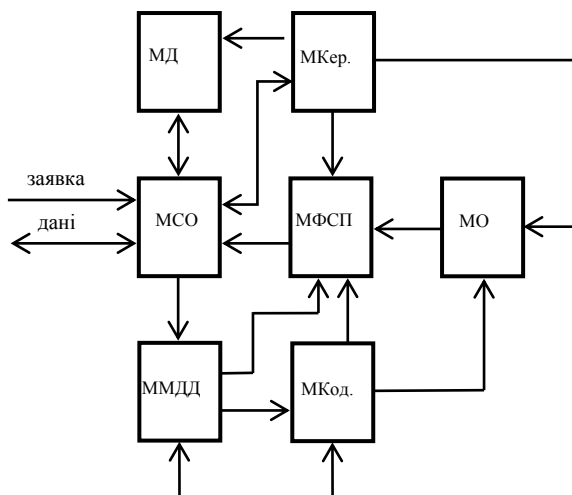 МД
МКер.
заявка
дані
МСО
МФСП
МО
ММДД
МКод.